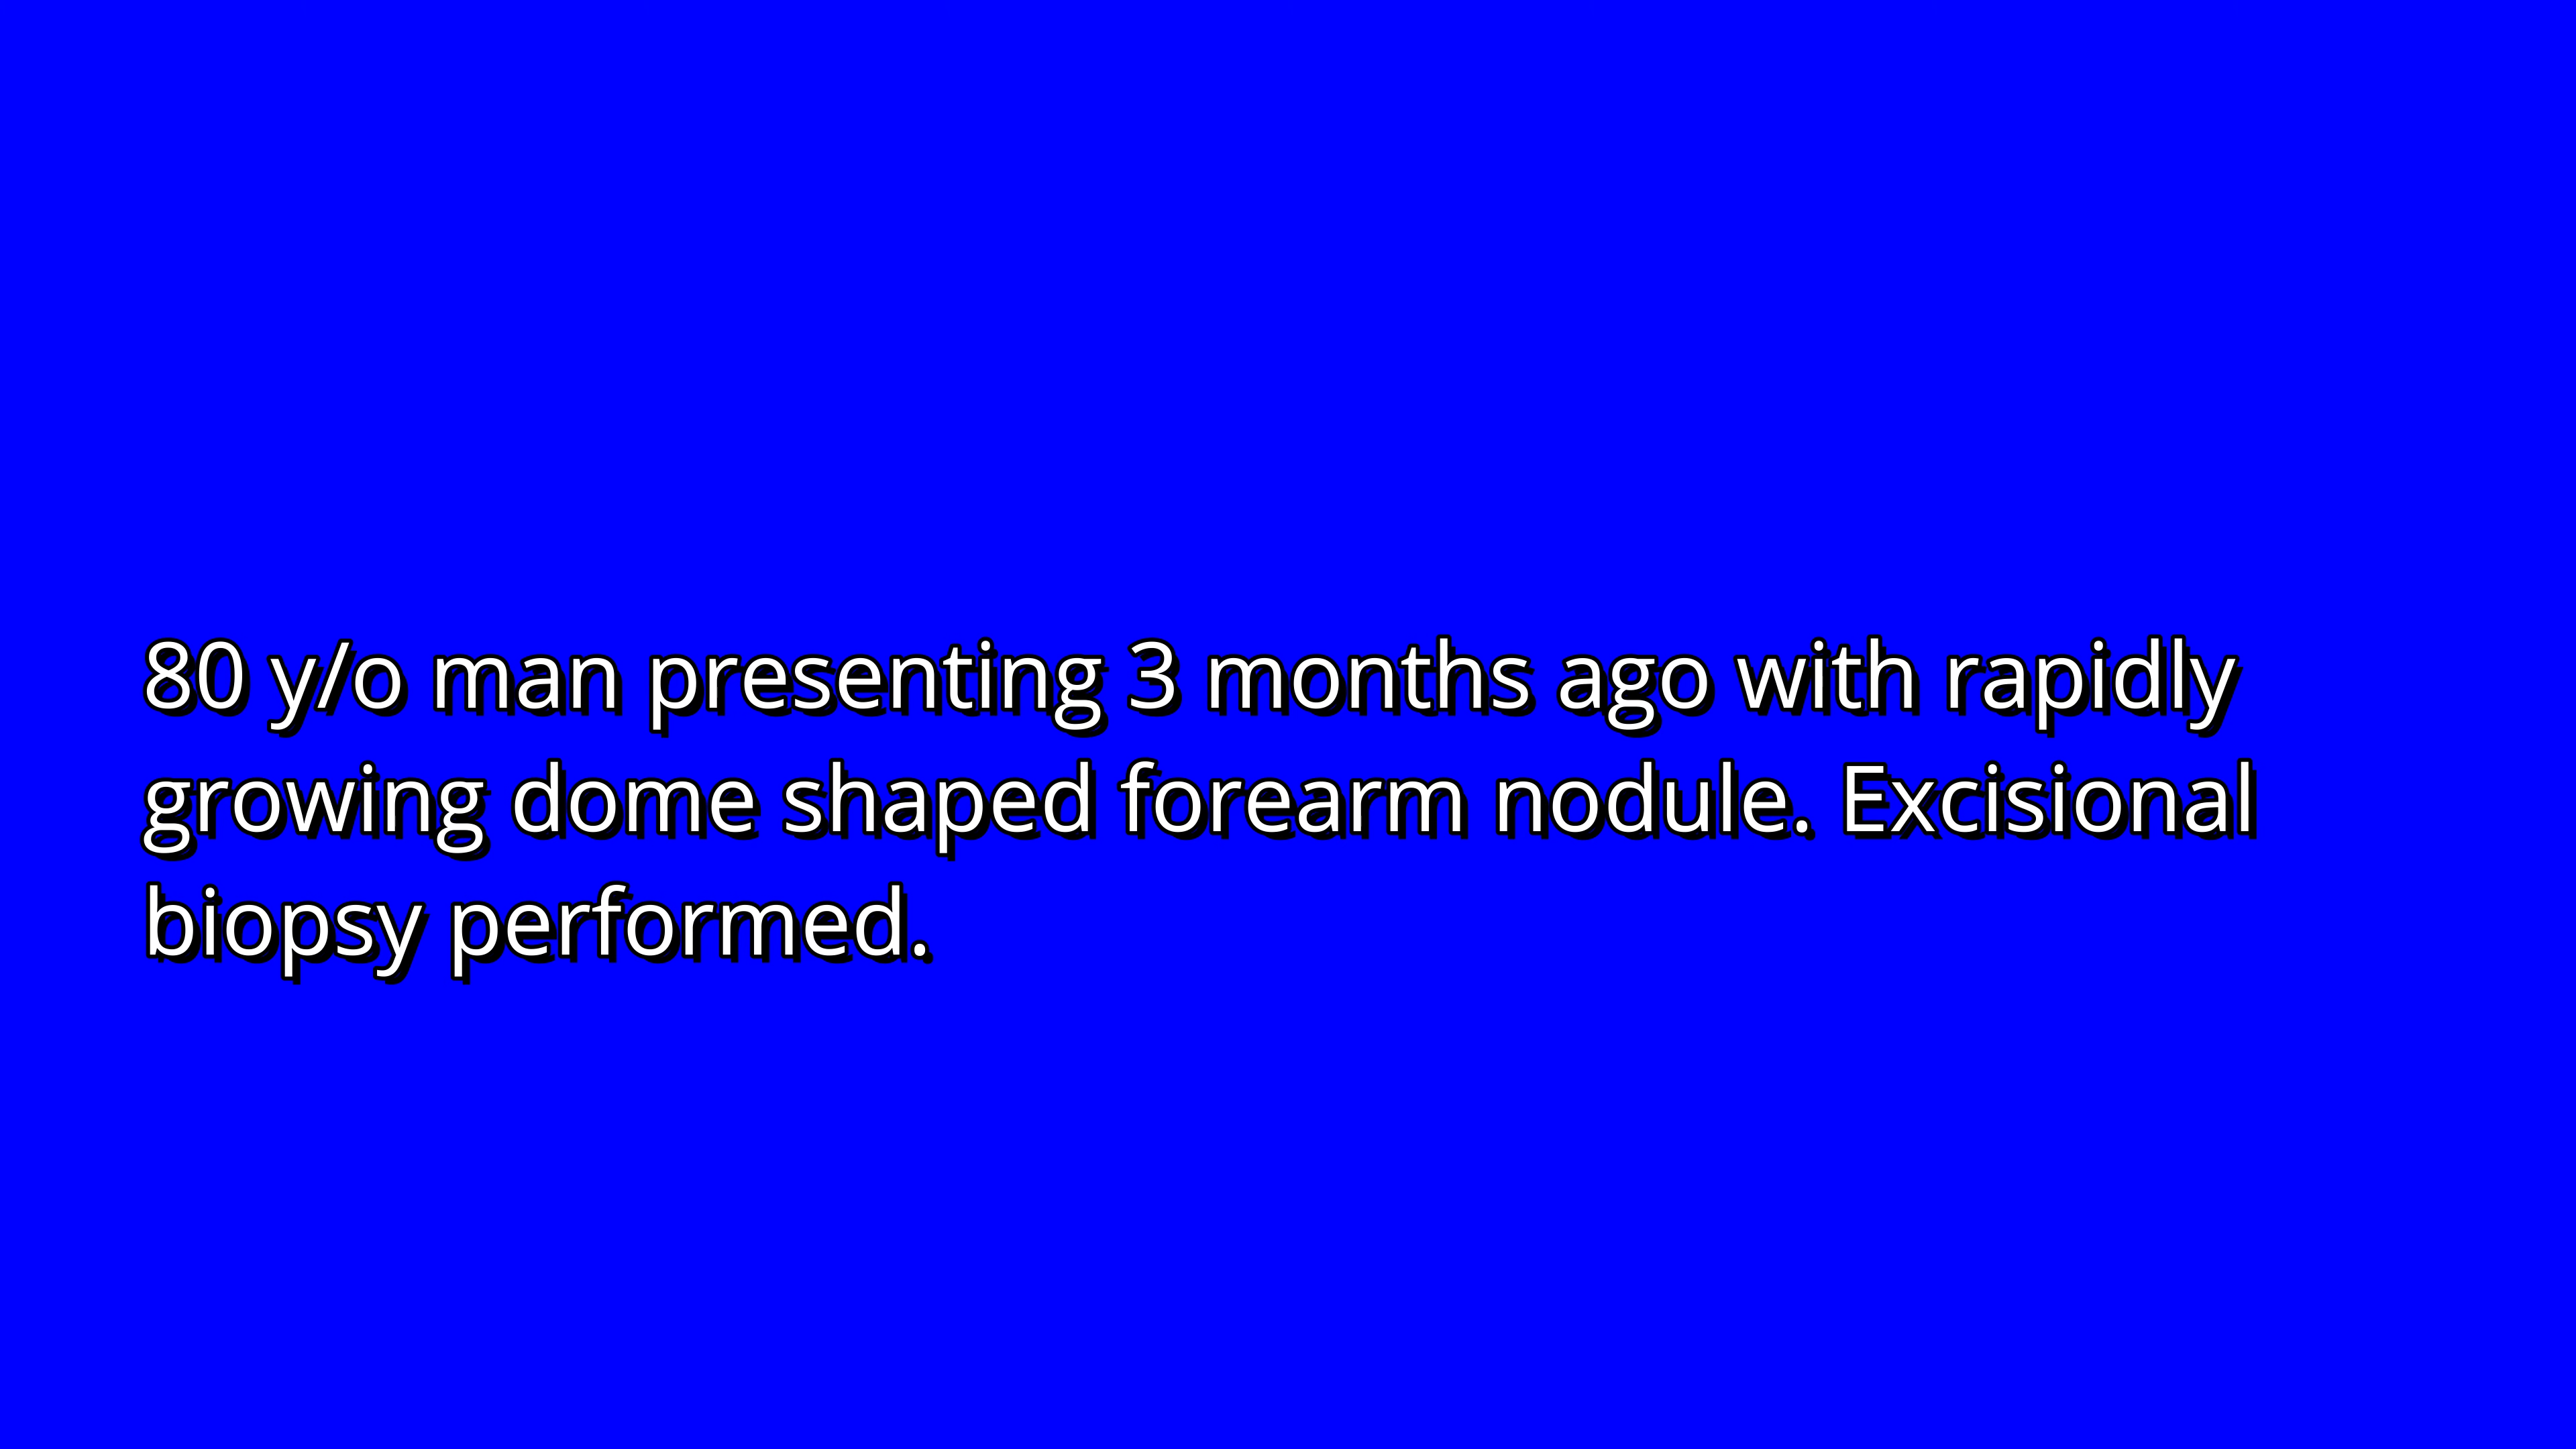 80 y/o man presenting 3 months ago with rapidly
growing dome shaped forearm nodule. Excisional
biopsy performed.